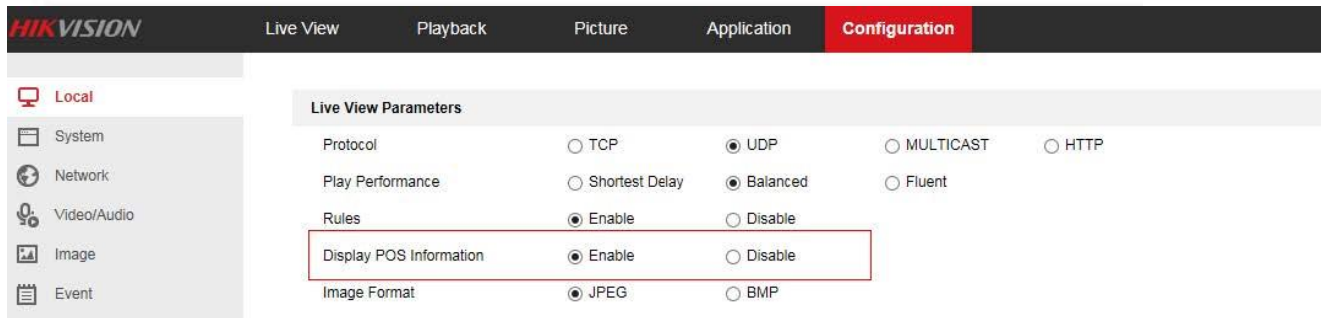 HIKVISION Live View Playback Picture Application Configuration
Local
System
Network
Video/Audio
Image
Event
Live View Parameters
Protocol TCP UDP MULTICAST HTTP
Play Performance Shortest Delay Balanced Fluent
Rules Enable Disable
Display POS Information Enable Disable
Image Format JPEG BMP